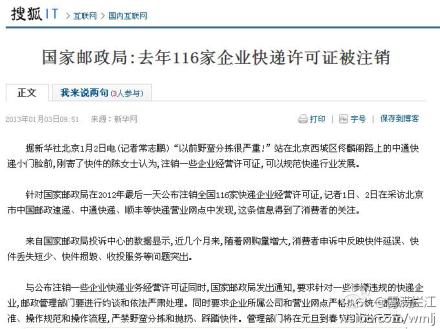 搜狐 IT > 互联网 > 国内互联网
国家邮政局:去年116家企业快递许可证被注销
正文 我来说两句 (3人参与)
2013年01月03日09:51 来源:新华网 打印 字号 保存到博客
据新华社北京1月2日电(记者常志鹏)“以前野蛮分拣很严重!”站在北京西城区佟麟阁路上的中通快
递小门脸前,刚寄了快件的陈女士认为,注销一些企业经营许可证,可以规范快递行业发展。
针对国家邮政局在2012年最后一天公布注销全国116家快递企业经营许可证,记者1日、2日在采访北京
市中国邮政速递、中通快递、顺丰等快递营业网点中发现,这条信息得到了消费者的关注。
来自国家邮政局投诉中心的数据显示,近几个月来,随着网购量增大,消费者申诉中反映快件延误、快
件丢失短少、快件损毁、收投服务等问题突出。
与公布注销一些企业快递业务经营许可证同时,国家邮政局发出通知,要求针对一些涉嫌违规的快递企
业,邮政管理部门要进行约谈和依法严肃处理。同时要求企业所属公司和营业网点严格执行统一
准、操作规范和操作流程,严禁野蛮分拣和抛扔、踩踏快件。管理部门将在元旦到春节